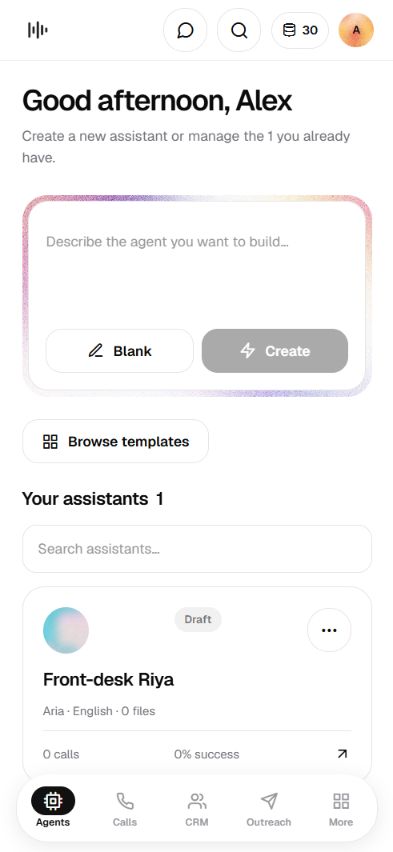 30
A
Good afternoon, Alex
Create a new assistant or manage the 1 you already
have.
Describe the agent you want to build...
Blank
Create
Browse templates
Your assistants 1
Search assistants...
Draft
Front-desk Riya
Aria · English · 0 files
0 calls
0% success
Agents
Calls
CRM
Outreach
More